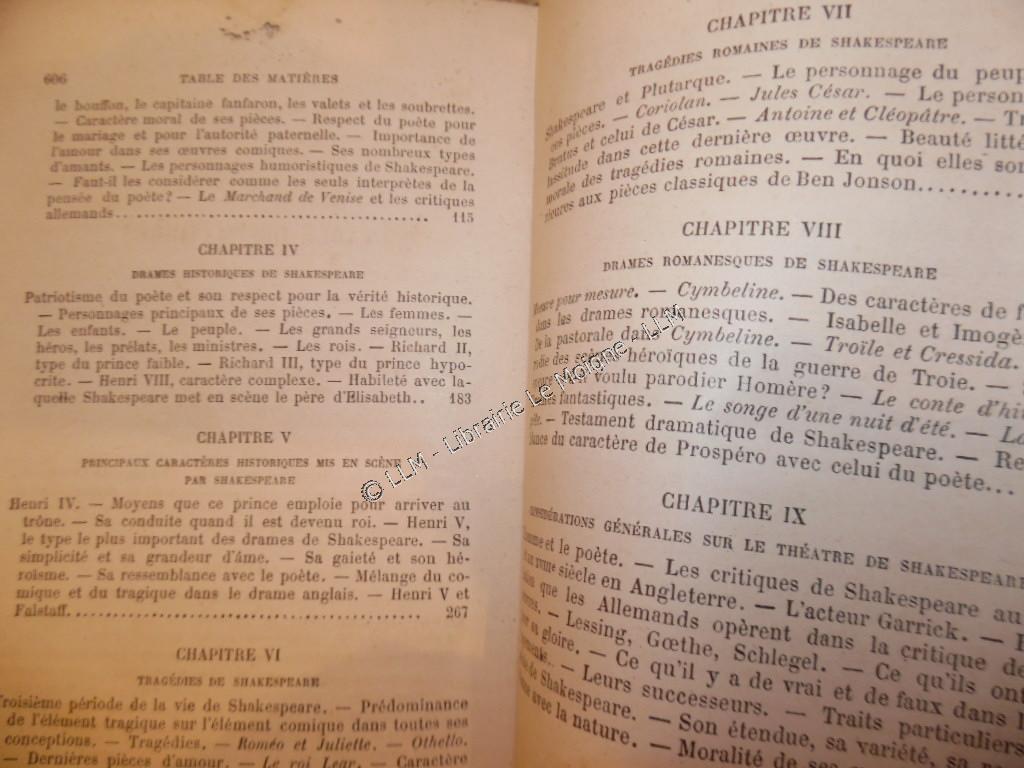 606 TABLE DES MATIÈRES
le bouffon, le capitaine fanfaron, les valets et les soubrettes.
— Caractère moral de ses pièces. — Respect du poète pour
le mariage et pour l'autorité paternelle. — Importance de
l'amour dans ses œuvres comiques. — Ses nombreux types
d'amants. — Les personnages humoristiques de Shakespeare.
— Faut-il les considérer comme les seuls interprètes de la
pensée du poète? — Le Marchand de Venise et les critiques
allemands.......................................... 115
CHAPITRE IV
DRAMES HISTORIQUES DE SHAKESPEARE
Patriotisme du poète et son respect pour la vérité historique.
— Personnages principaux de ses pièces. — Les femmes. —
Les enfants. — Le peuple. — Les grands seigneurs, les
héros, les prélats, les ministres. — Les rois. — Richard II,
type du prince faible. — Richard III, type du prince hypo-
crite. — Henri VIII, caractère complexe. — Habileté avec la-
quelle Shakespeare met en scène le père d'Elisabeth.. 183
CHAPITRE V
PRINCIPAUX CARACTÈRES HISTORIQUES MIS EN SCÈNE
PAR SHAKESPEARE
Henri IV. — Moyens que ce prince emploie pour arriver au
trône. — Sa conduite quand il est devenu roi. — Henri V,
le type le plus important des drames de Shakespeare. — Sa
simplicité et sa grandeur d'âme. — Sa gaieté et son hé-
roïsme. — Sa ressemblance avec le poète. — Mélange du co-
mique et du tragique dans le drame anglais. — Henri V et
Falstaff.............................................. 267
CHAPITRE VI
TRAGÉDIES DE SHAKESPEARE
Troisième période de la vie de Shakespeare. — Prédominance
de l'élément tragique sur l'élément comique dans toutes ses
conceptions. — Tragédies. — Roméo et Juliette. — Othello.
— Dernières pièces d'amour. — Le roi Lear. — Caractère
CHAPITRE VII
TRAGÉDIES ROMAINES DE SHAKESPEARE
Shakespeare et Plutarque. — Le personnage du peup
ces pièces. — Coriolan. — Jules César. — Le person
Brutus et celui de César. — Antoine et Cléopâtre. — Tr
lassitude dans cette dernière œuvre. — Beauté litté
morale des tragédies romaines. — En quoi elles so
rieures aux pièces classiques de Ben Jonson..........
CHAPITRE VIII
DRAMES ROMANESQUES DE SHAKESPEARE
Mesure pour mesure. — Cymbeline. — Des caractères de f
dans les drames romanesques. — Isabelle et Imogè
De la pastorale dans Cymbeline. — Troïle et Cressida.
die des scènes héroïques de la guerre de Troie. —
voulu parodier Homère? — Le conte d'hi
fantastiques. — Le songe d'une nuit d'été. — La
— Testament dramatique de Shakespeare. — Re
blance du caractère de Prospéro avec celui du poète...
CHAPITRE IX
CONSIDÉRATIONS GÉNÉRALES SUR LE THÉATRE DE SHAKESPEARE
et le poète. — Les critiques de Shakespeare au
siècle en Angleterre. — L'acteur Garrick. —
que les Allemands opèrent dans la critique de
— Lessing, Gœthe, Schlegel. — Ce qu'ils ont
sa gloire. — Ce qu'il y a de vrai et de faux dans
— Leurs successeurs. — Traits particuliers
de Shakespeare. — Son étendue, sa variété, sa
avec la nature. — Moralité de ses
© LLM - Librairie Le Moigne - LLM